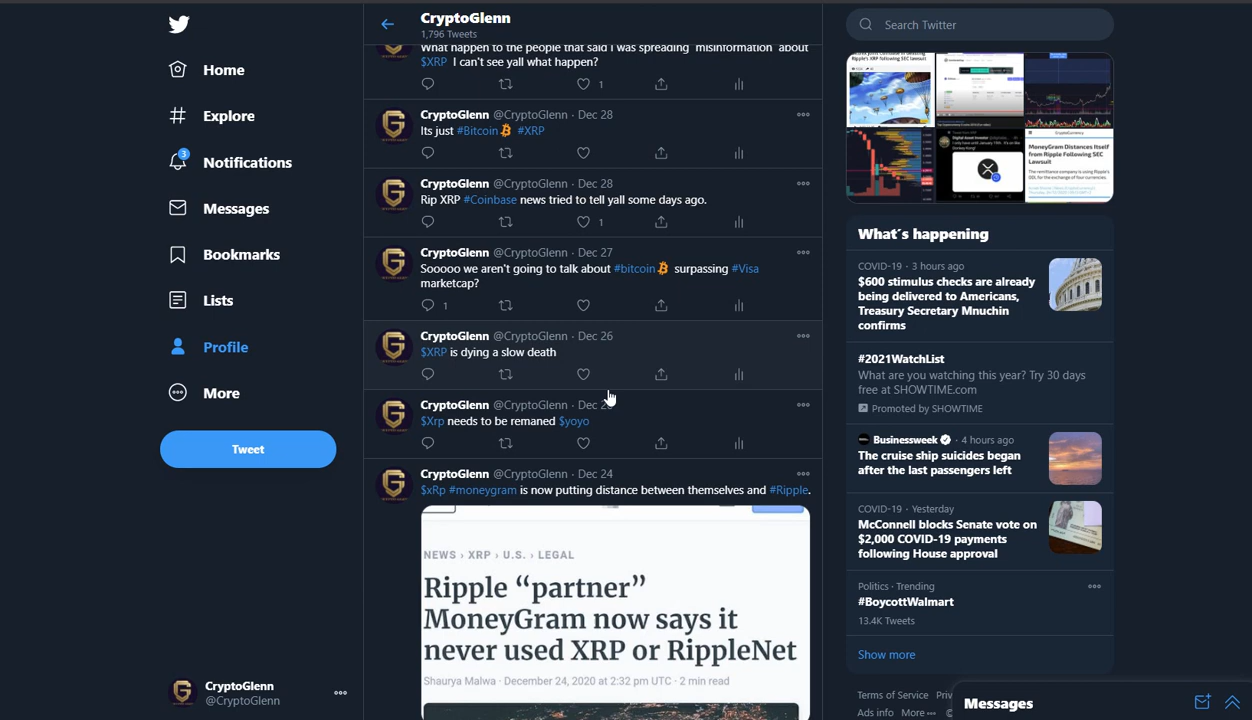 Home
Explore
3
Notifications
Messages
Bookmarks
Lists
Profile
More
Tweet
CryptoGlenn
@CryptoGlenn
CryptoGlenn
1,796 Tweets
What happen to the people that said I was spreading "misinformation" about
$XRP I can't see yall what happen?
1
CryptoGlenn @CryptoGlenn · Dec 28
Its just #Bitcoin #XRP
CryptoGlenn @CryptoGlenn · Dec 28
Rip XRP #Coinbase news tried to tell yall some days ago.
1
CryptoGlenn @CryptoGlenn · Dec 27
Sooooo we aren't going to talk about #bitcoin surpassing #Visa
marketcap?
1
CryptoGlenn @CryptoGlenn · Dec 26
$XRP is dying a slow death
CryptoGlenn @CryptoGlenn · Dec
$Xrp needs to be remaned $yoyo
CryptoGlenn @CryptoGlenn · Dec 24
$xRp #moneygram is now putting distance between themselves and #Ripple.
NEWS › XRP › U.S. › LEGAL
Ripple “partner”
MoneyGram now says it
never used XRP or RippleNet
Shaurya Malwa · December 24, 2020 at 2:32 pm UTC · 2 min read
Search Twitter
MoneyGram Distances Itself
from Ripple Following SEC
Lawsuit
What's happening
COVID-19 · 3 hours ago
$600 stimulus checks are already
being delivered to Americans,
Treasury Secretary Mnuchin
confirms
#2021WatchList
What are you watching this year? Try 30 days
free at SHOWTIME.com
Promoted by SHOWTIME
Businessweek · 4 hours ago
The cruise ship suicides began
after the last passengers left
COVID-19 · Yesterday
McConnell blocks Senate vote on
$2,000 COVID-19 payments
following House approval
Politics · Trending
#BoycottWalmart
13.4K Tweets
Show more
Terms of Service Priv
Ads info More
Messages